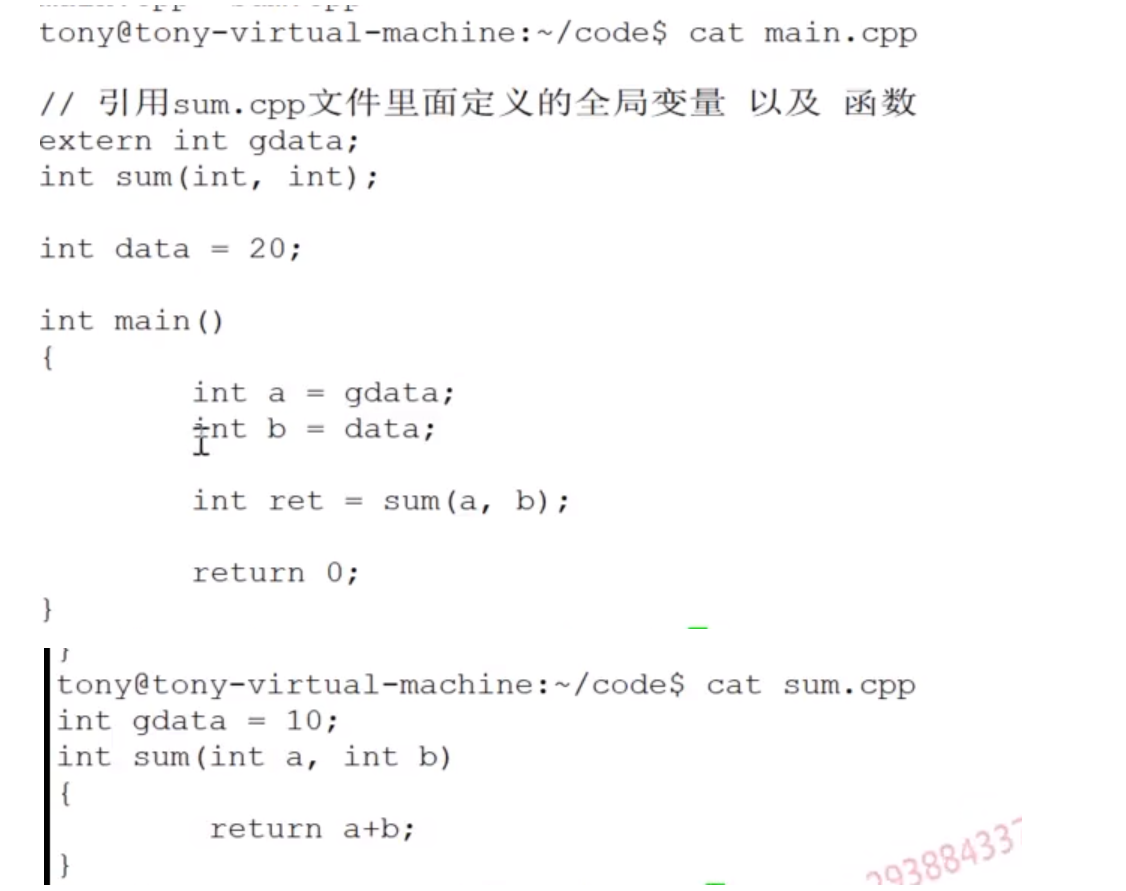 tony@tony-virtual-machine:~/code$ cat main.cpp
// 引用sum.cpp文件里面定义的全局变量 以及 函数
extern int gdata;
int sum(int, int);
int data = 20;
int main()
{
int a = gdata;
int b = data;
int ret = sum(a, b);
return 0;
}
}
tony@tony-virtual-machine:~/code$ cat sum.cpp
int gdata = 10;
int sum(int a, int b)
{
return a+b;
}